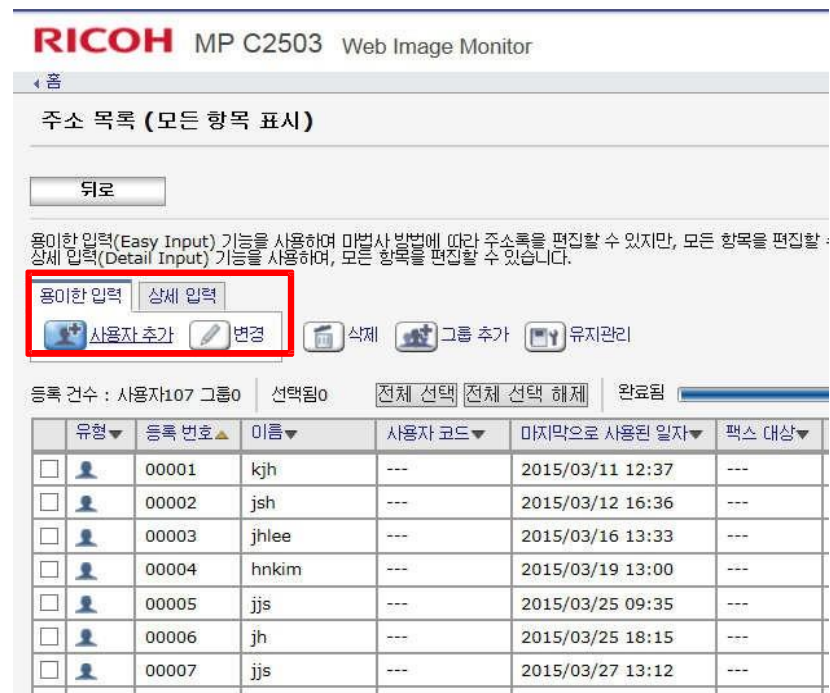 RICOH MP C2503 Web Image Monitor
홈
주소 목록 (모든 항목 표시)
뒤로
용이한 입력(Easy Input) 기능을 사용하여 마법사 방법에 따라 주소록을 편집할 수 있지만, 모든 항목을 편집할
상세 입력(Detail Input) 기능을 사용하여, 모든 항목을 편집할 수 있습니다.
용이한 입력 상세 입력
사용자 추가 변경 삭제 그룹 추가 유지관리
등록 건수 : 사용자107 그룹0 선택됨0 전체 선택 전체 선택 해제 완료됨
유형▼ 등록 번호▲ 이름▼ 사용자 코드▼ 마지막으로 사용된 일자▼ 팩스 대상▼
00001 kjh --- 2015/03/11 12:37 ---
00002 jsh --- 2015/03/12 16:36 ---
00003 jhlee --- 2015/03/16 13:33 ---
00004 hnkim --- 2015/03/19 13:00 ---
00005 jjs --- 2015/03/25 09:35 ---
00006 jh --- 2015/03/25 18:15 ---
00007 jjs --- 2015/03/27 13:12 ---